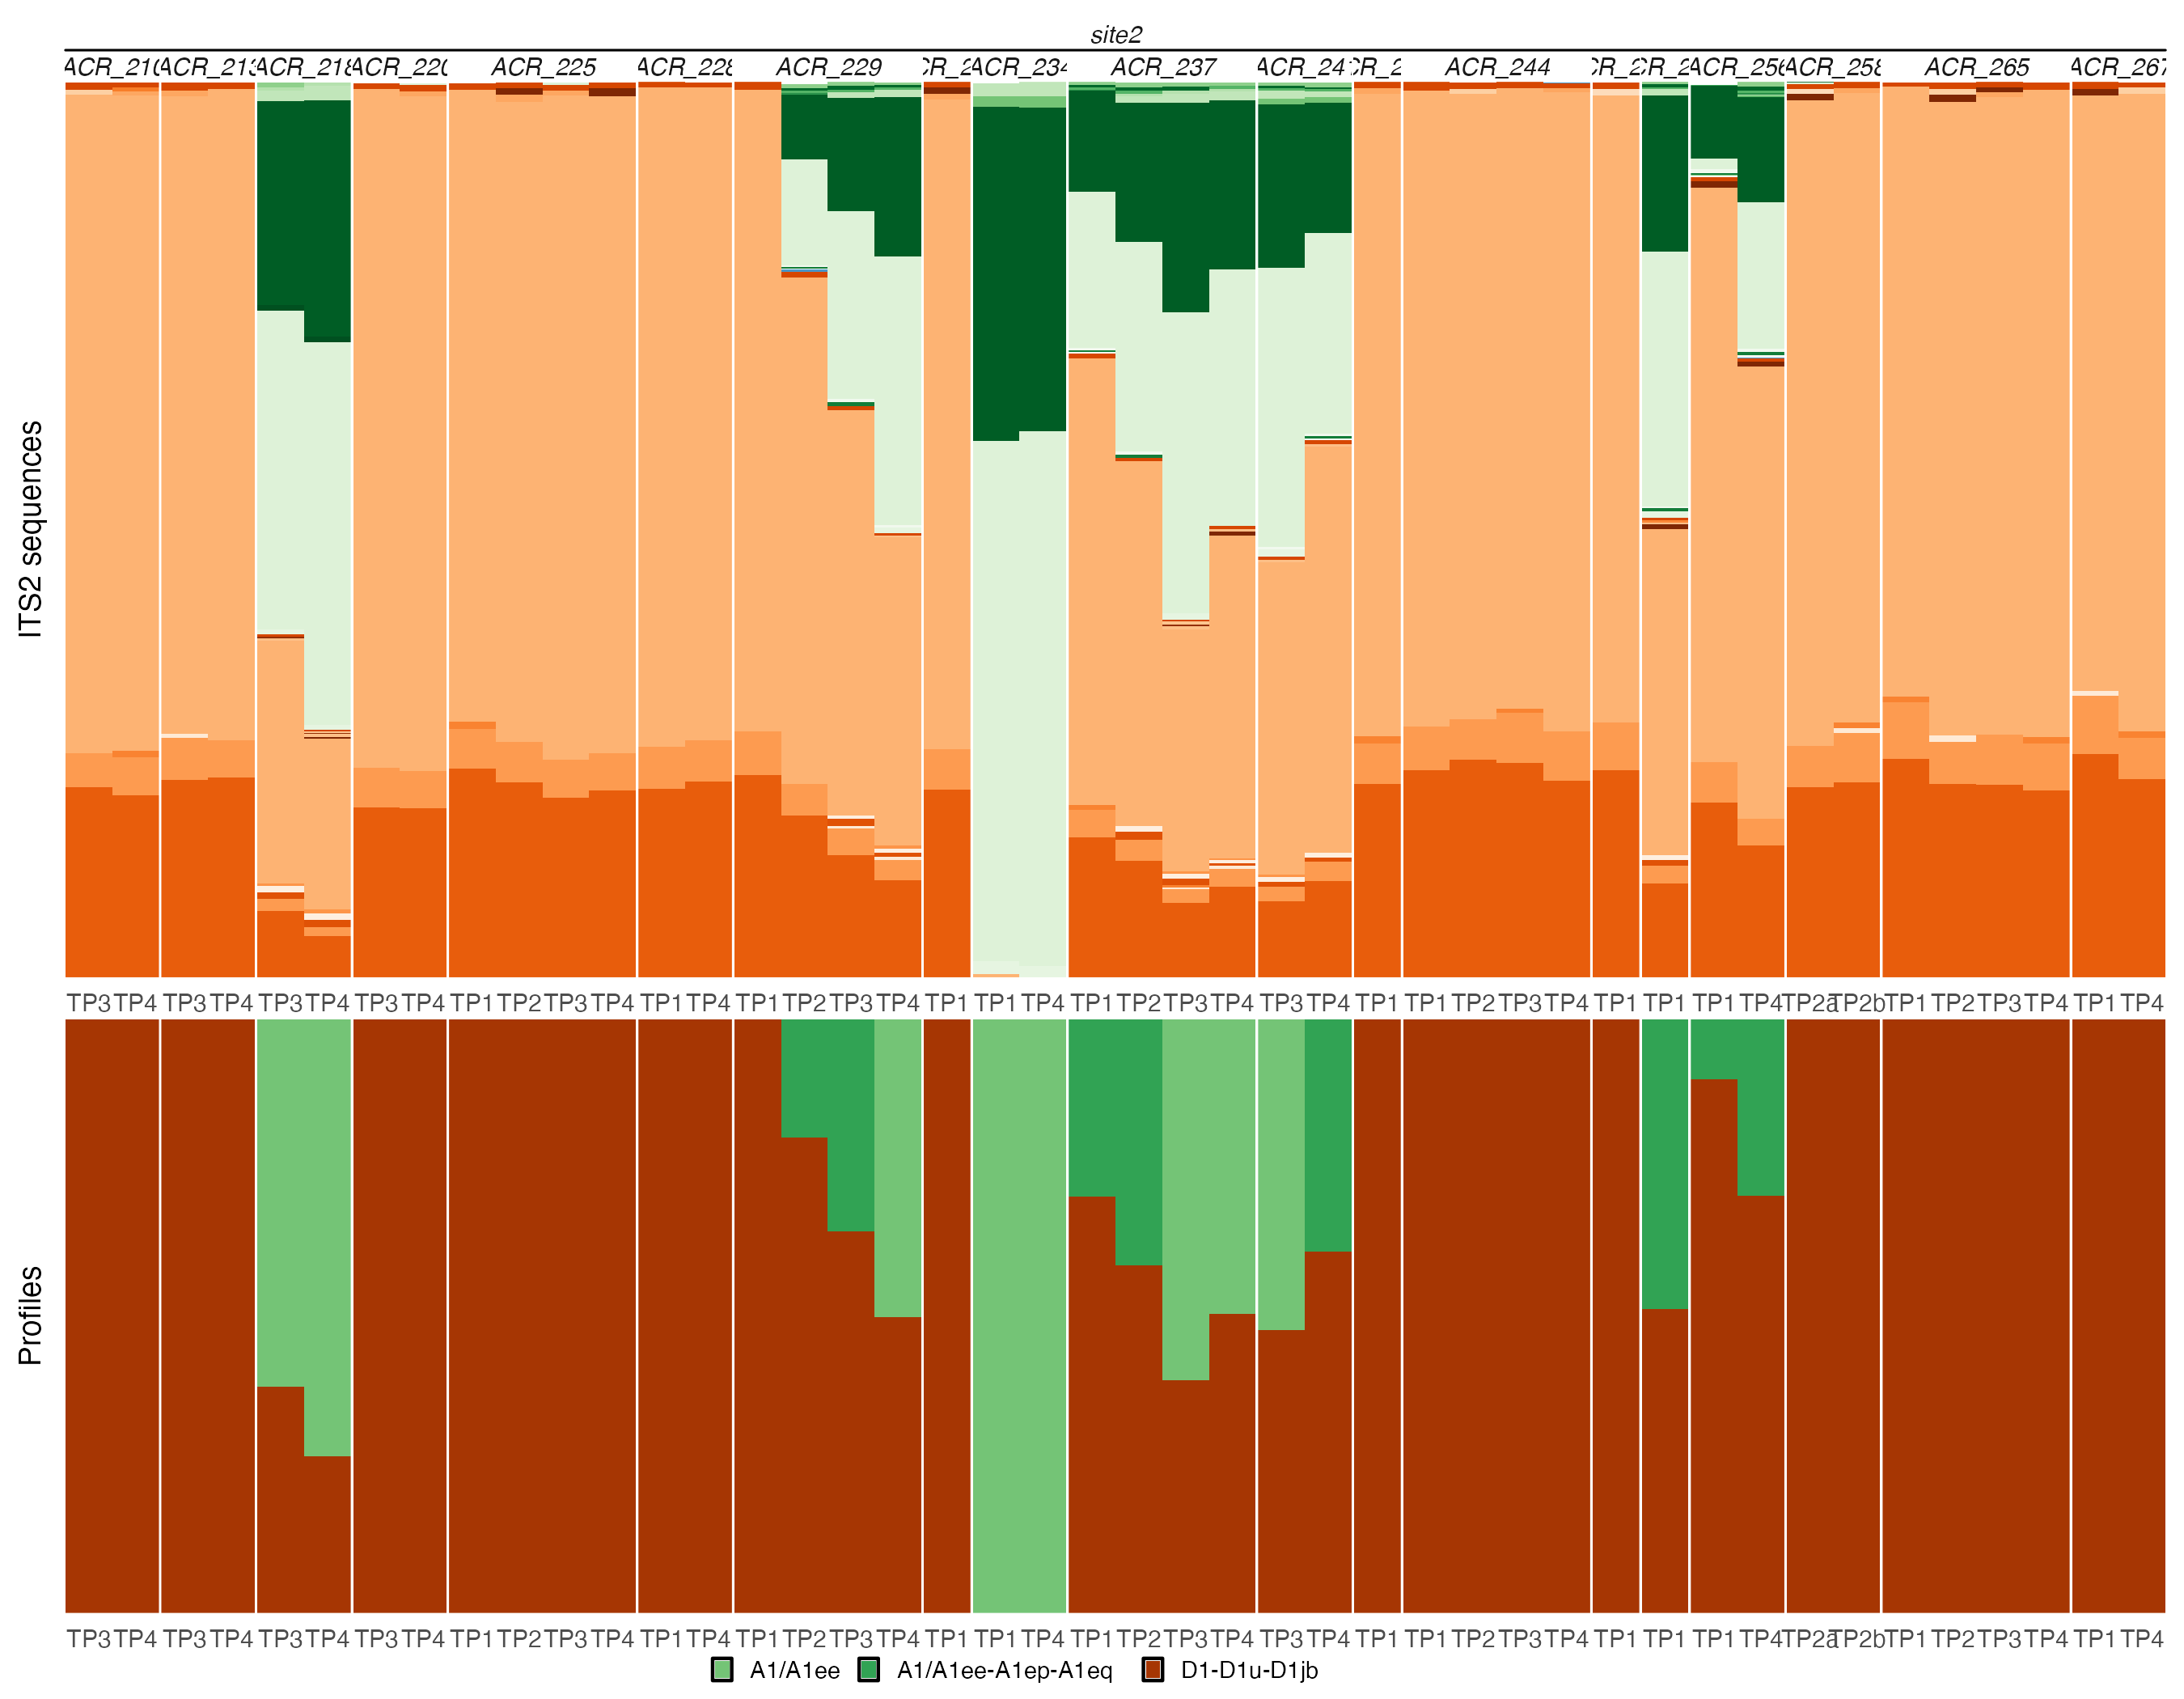 site2
ACR_225 ACR_229 ACR_234 ACR_237 ACR_244 ACR_265 ACR_267
ITS2 sequences
TP3 TP4 TP3 TP4 TP3 TP4 TP3 TP4 TP1 TP2 TP3 TP4 TP1 TP4 TP1 TP2 TP3 TP4 TP1 TP1 TP4 TP1 TP2 TP3 TP4 TP3 TP4 TP1 TP1 TP2 TP3 TP4 TP1 TP1 TP1 TP4 TP2a TP2b TP1 TP2 TP3 TP4 TP1 TP4
Profiles
TP3 TP4 TP3 TP4 TP3 TP4 TP3 TP4 TP1 TP2 TP3 TP4 TP1 TP4 TP1 TP2 TP3 TP4 TP1 TP1 TP4 TP1 TP2 TP3 TP4 TP3 TP4 TP1 TP1 TP2 TP3 TP4 TP1 TP1 TP1 TP4 TP2a TP2b TP1 TP2 TP3 TP4 TP1 TP4
A1/A1ee A1/A1ee-A1ep-A1eq D1-D1u-D1jb